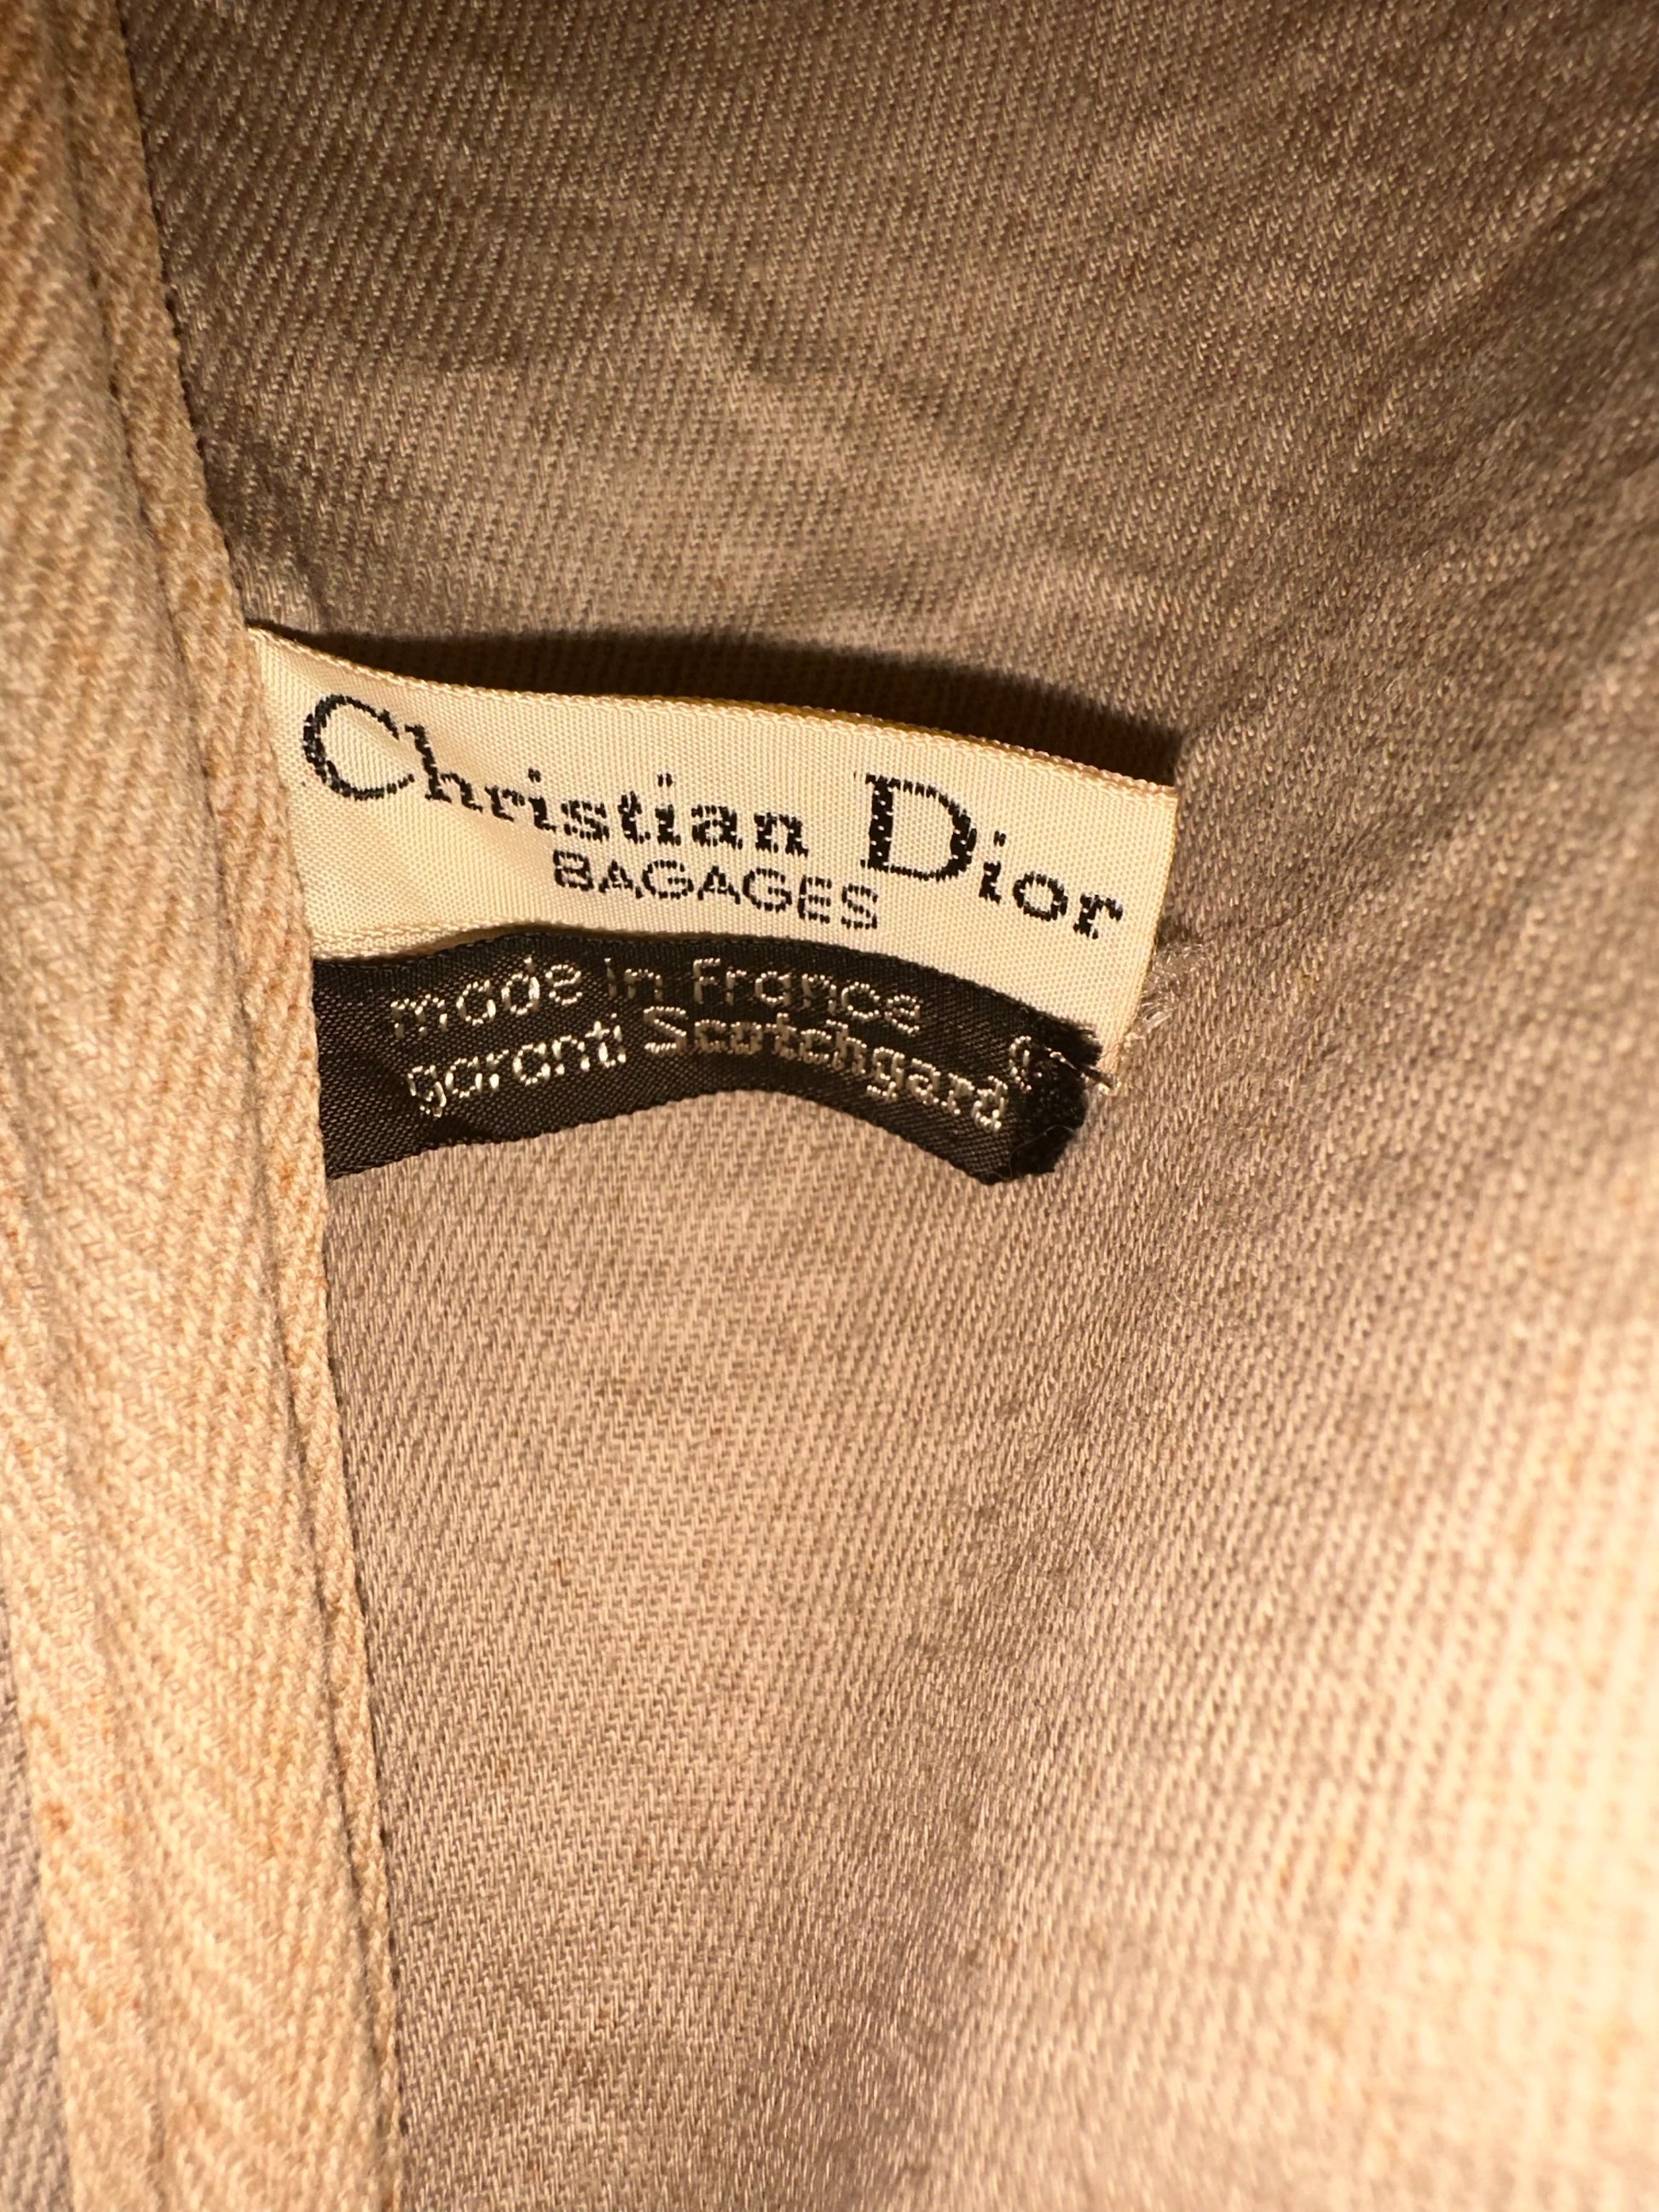 Christian Dior
BAGAGES
made in France
garanti Scotchgard